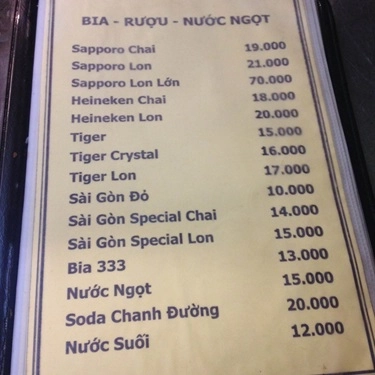 BIA - RƯỢU - NƯỚC NGỌT
Sapporo Chai 19.000
Sapporo Lon 21.000
Sapporo Lon Lớn 70.000
Heineken Chai 18.000
Heineken Lon 20.000
Tiger 15.000
Tiger Crystal 16.000
Tiger Lon 17.000
Sài Gòn Đỏ 10.000
Sài Gòn Special Chai 14.000
Sài Gòn Special Lon 15.000
Bia 333 13.000
Nước Ngọt 15.000
Soda Chanh Đường 20.000
Nước Suối 12.000